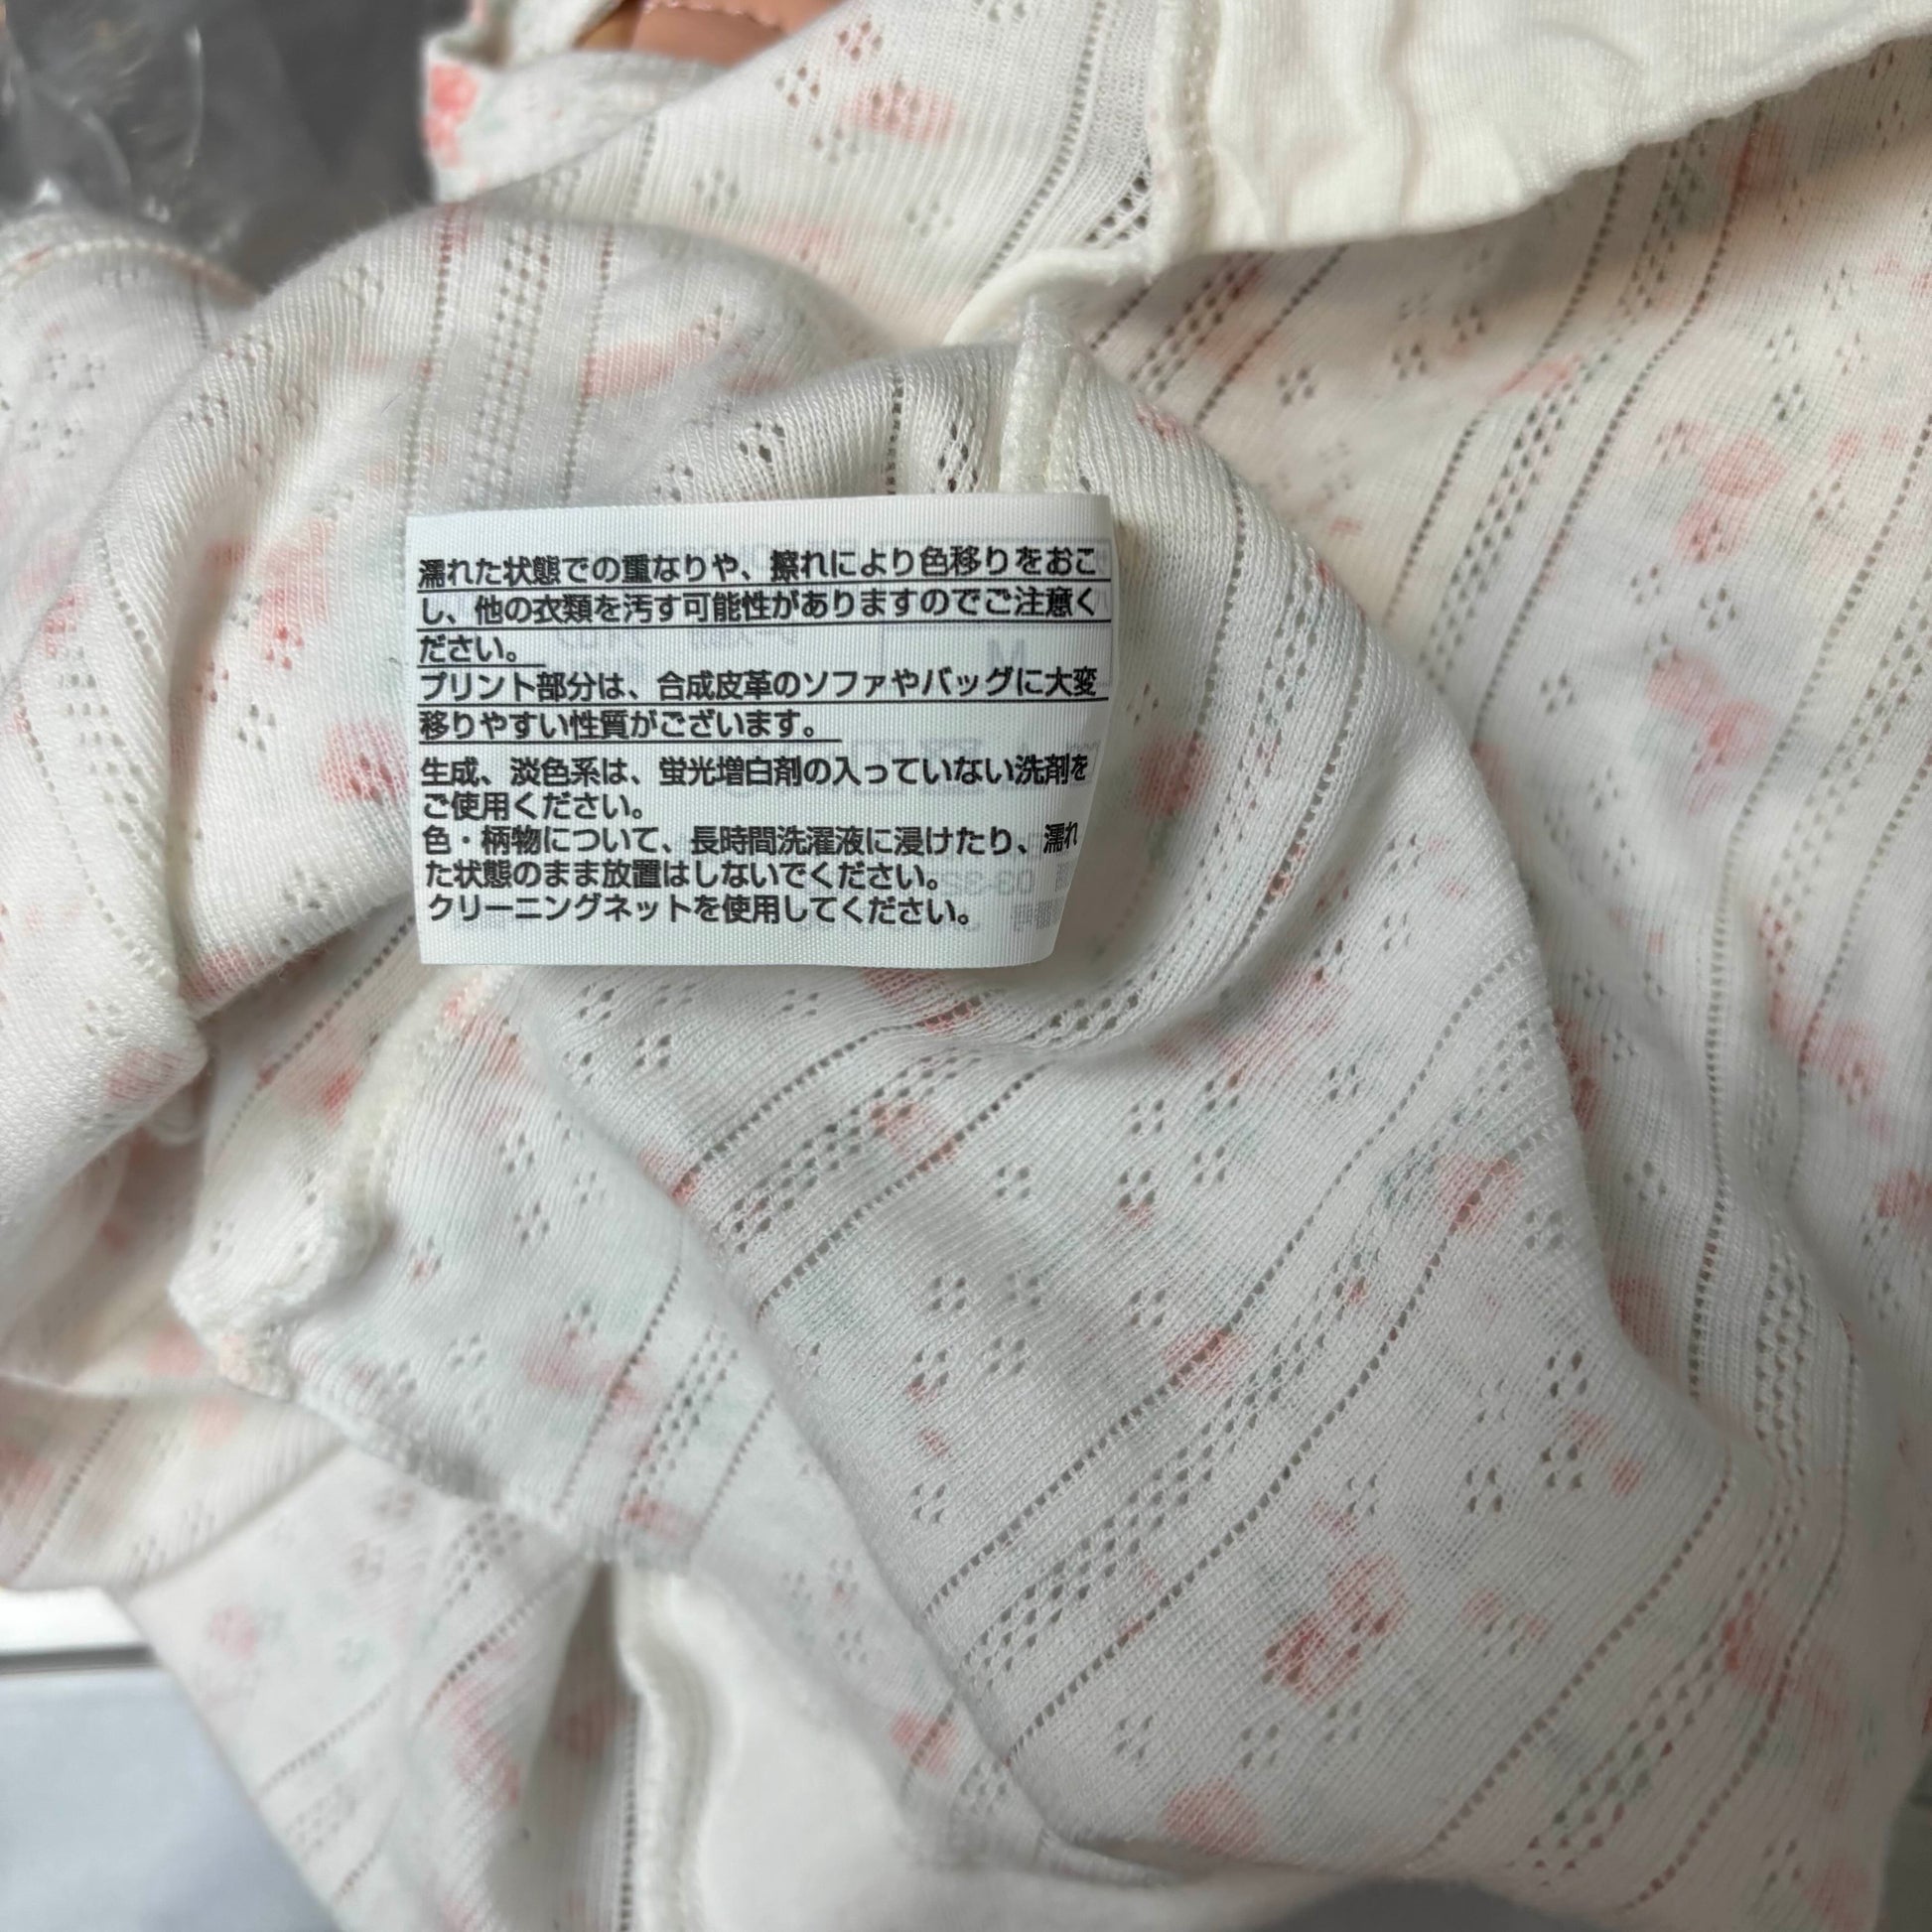 濡れた状態での重なりや、擦れにより色移りをおこ
し、他の衣類を汚す可能性がありますのでご注意く
ださい。
プリント部分は、合成皮革のソファやバッグに大変
移りやすい性質がございます。
生成、淡色系は、蛍光増白剤の入っていない洗剤を
ご使用ください。
色・柄物について、長時間洗濯液に浸けたり、濡れ
た状態のまま放置はしないでください。
クリーニングネットを使用してください。